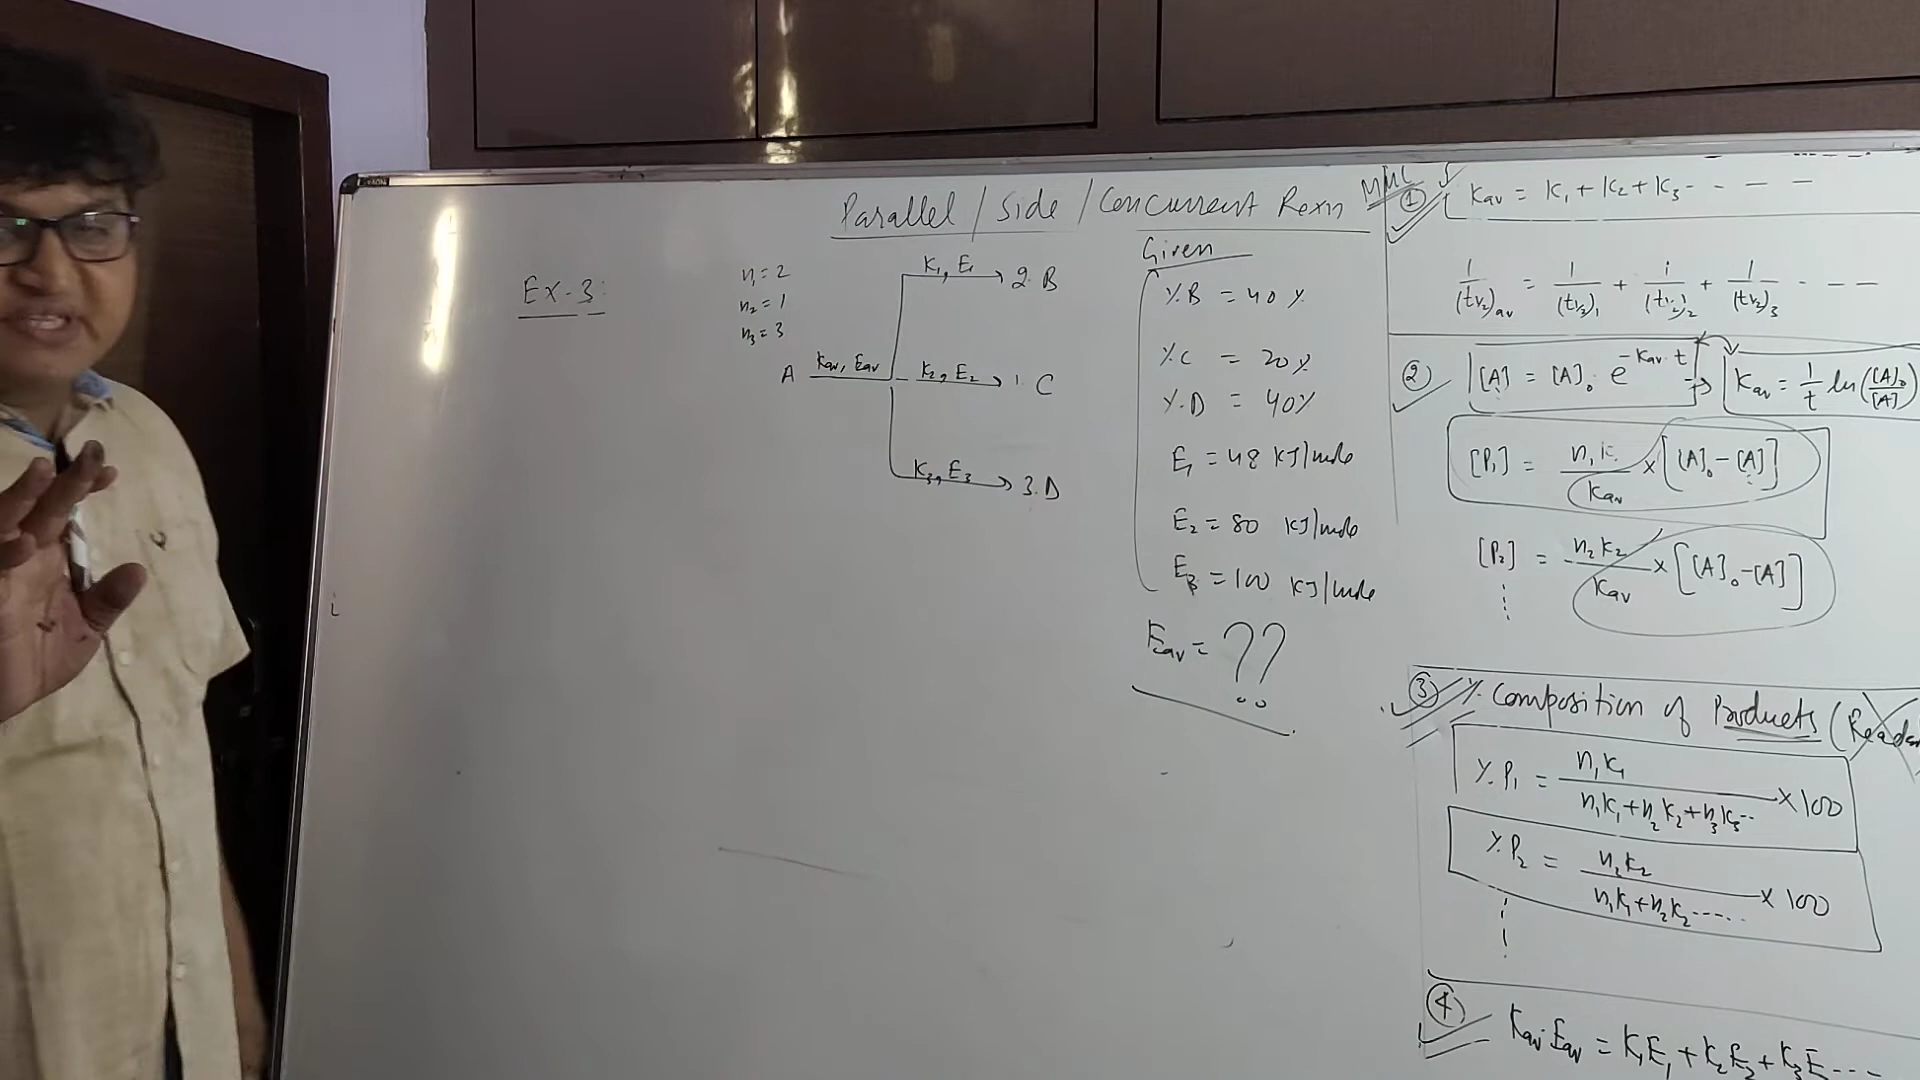 Parallel / Side / Concurrent Rexn
Ex-3:
n₁ = 2
n₂ = 1
n₃ = 3
K₁, E₁ → 2 B
A Kav, Eav
K₂, E₂ → 1. C
K₃, E₃ → 3. D
Given
% B = 40 %
% C = 20 %
% D = 40 %
E₁ = 48 KJ/mole
E₂ = 80 KJ/mole
E₃ = 100 KJ/mole
Eav = ??
① Kav = K₁ + K₂ + K₃ - - - -
1/(t½)av = 1/(t½)₁ + 1/(t½)₂ + 1/(t½)₃ - - - -
② [A] = [A]₀ e^(-Kav t) → Kav = 1/t ln([A]₀/[A])
[P₁] = n₁K₁/Kav × [[A]₀ - [A]]
[P₂] = n₂K₂/Kav × [[A]₀ - [A]]
③ % Composition of Products
% P₁ = n₁K₁/(n₁K₁ + n₂K₂ + n₃K₃..) × 100
% P₂ = n₂K₂/(n₁K₁ + n₂K₂ .....) × 100
④ Kav.Eav = K₁E₁ + K₂E₂ + K₃E - - -